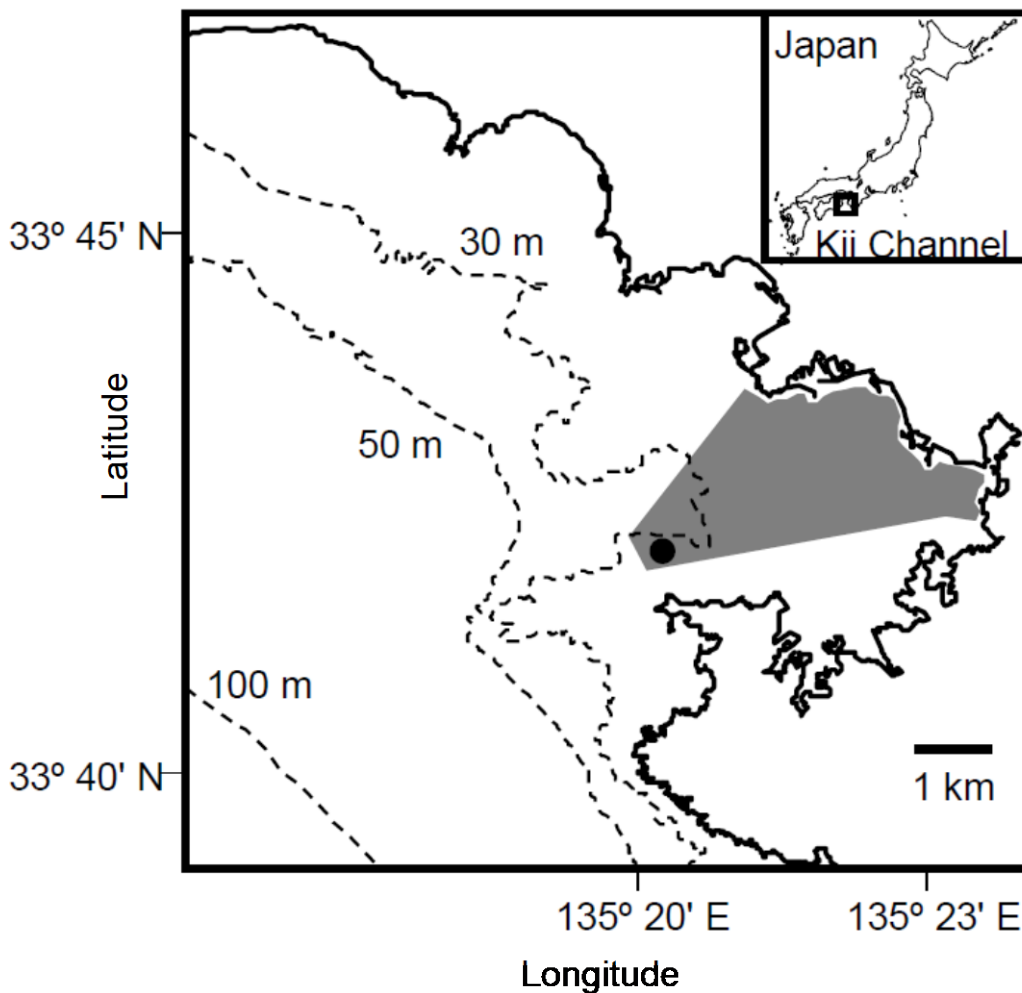 Japan
Kii Channel
33º 45' N
30 m
50 m
Latitude
100 m
33º 40' N
1 km
135º 20' E
135º 23' E
Longitude